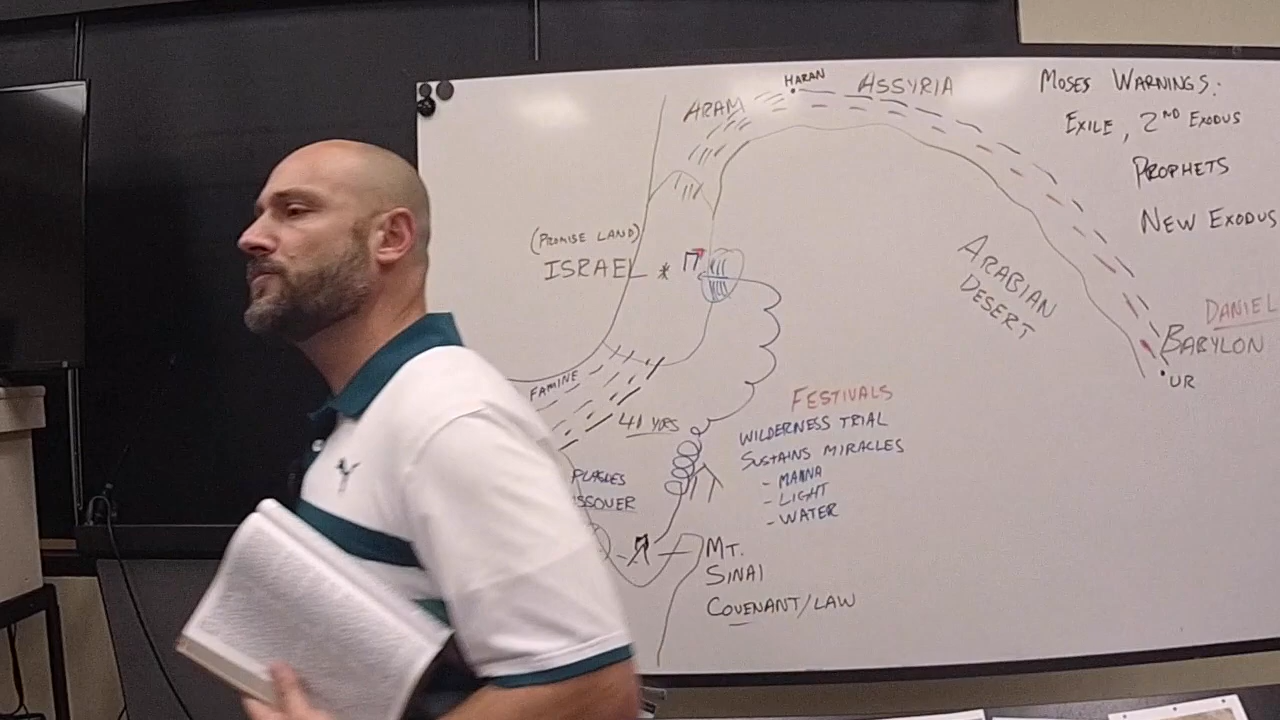 HARAN
ASSYRIA
ARAM
MOSES WARNINGS:
EXILE, 2ND EXODUS
PROPHETS
NEW EXODUS
(PROMISE LAND)
ISRAEL *
ARABIAN
DESERT
DANIEL
BABYLON
UR
FAMINE
40 YRS
FESTIVALS
WILDERNESS TRIAL
SUSTAINS MIRACLES
- MANNA
- LIGHT
- WATER
PLAGUES
SSOVER
MT.
SINAI
COVENANT/LAW